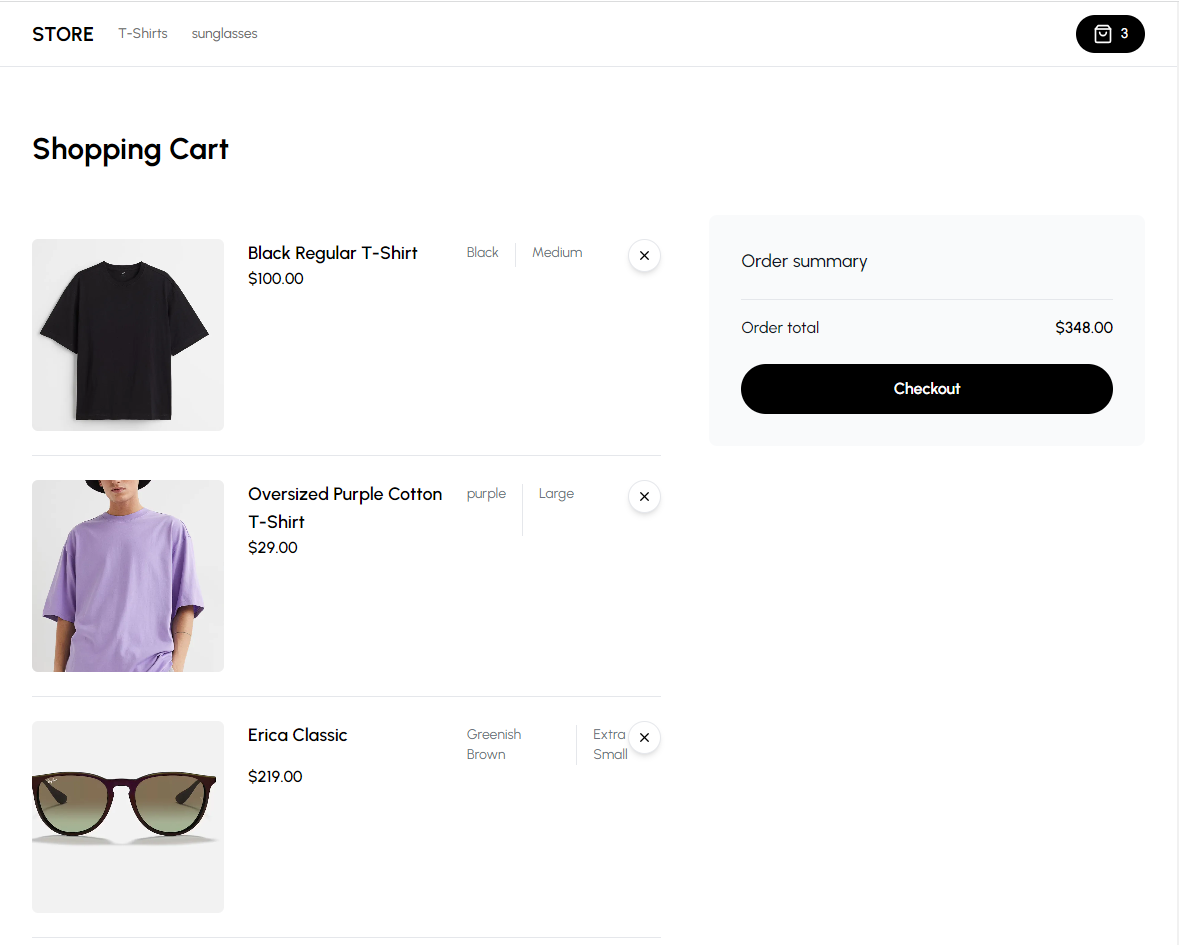 STORE T-Shirts sunglasses 3
Shopping Cart
Black Regular T-Shirt Black Medium
$100.00
Oversized Purple Cotton purple Large
T-Shirt
$29.00
Erica Classic Greenish Extra
Brown Small
$219.00
Order summary
Order total $348.00
Checkout